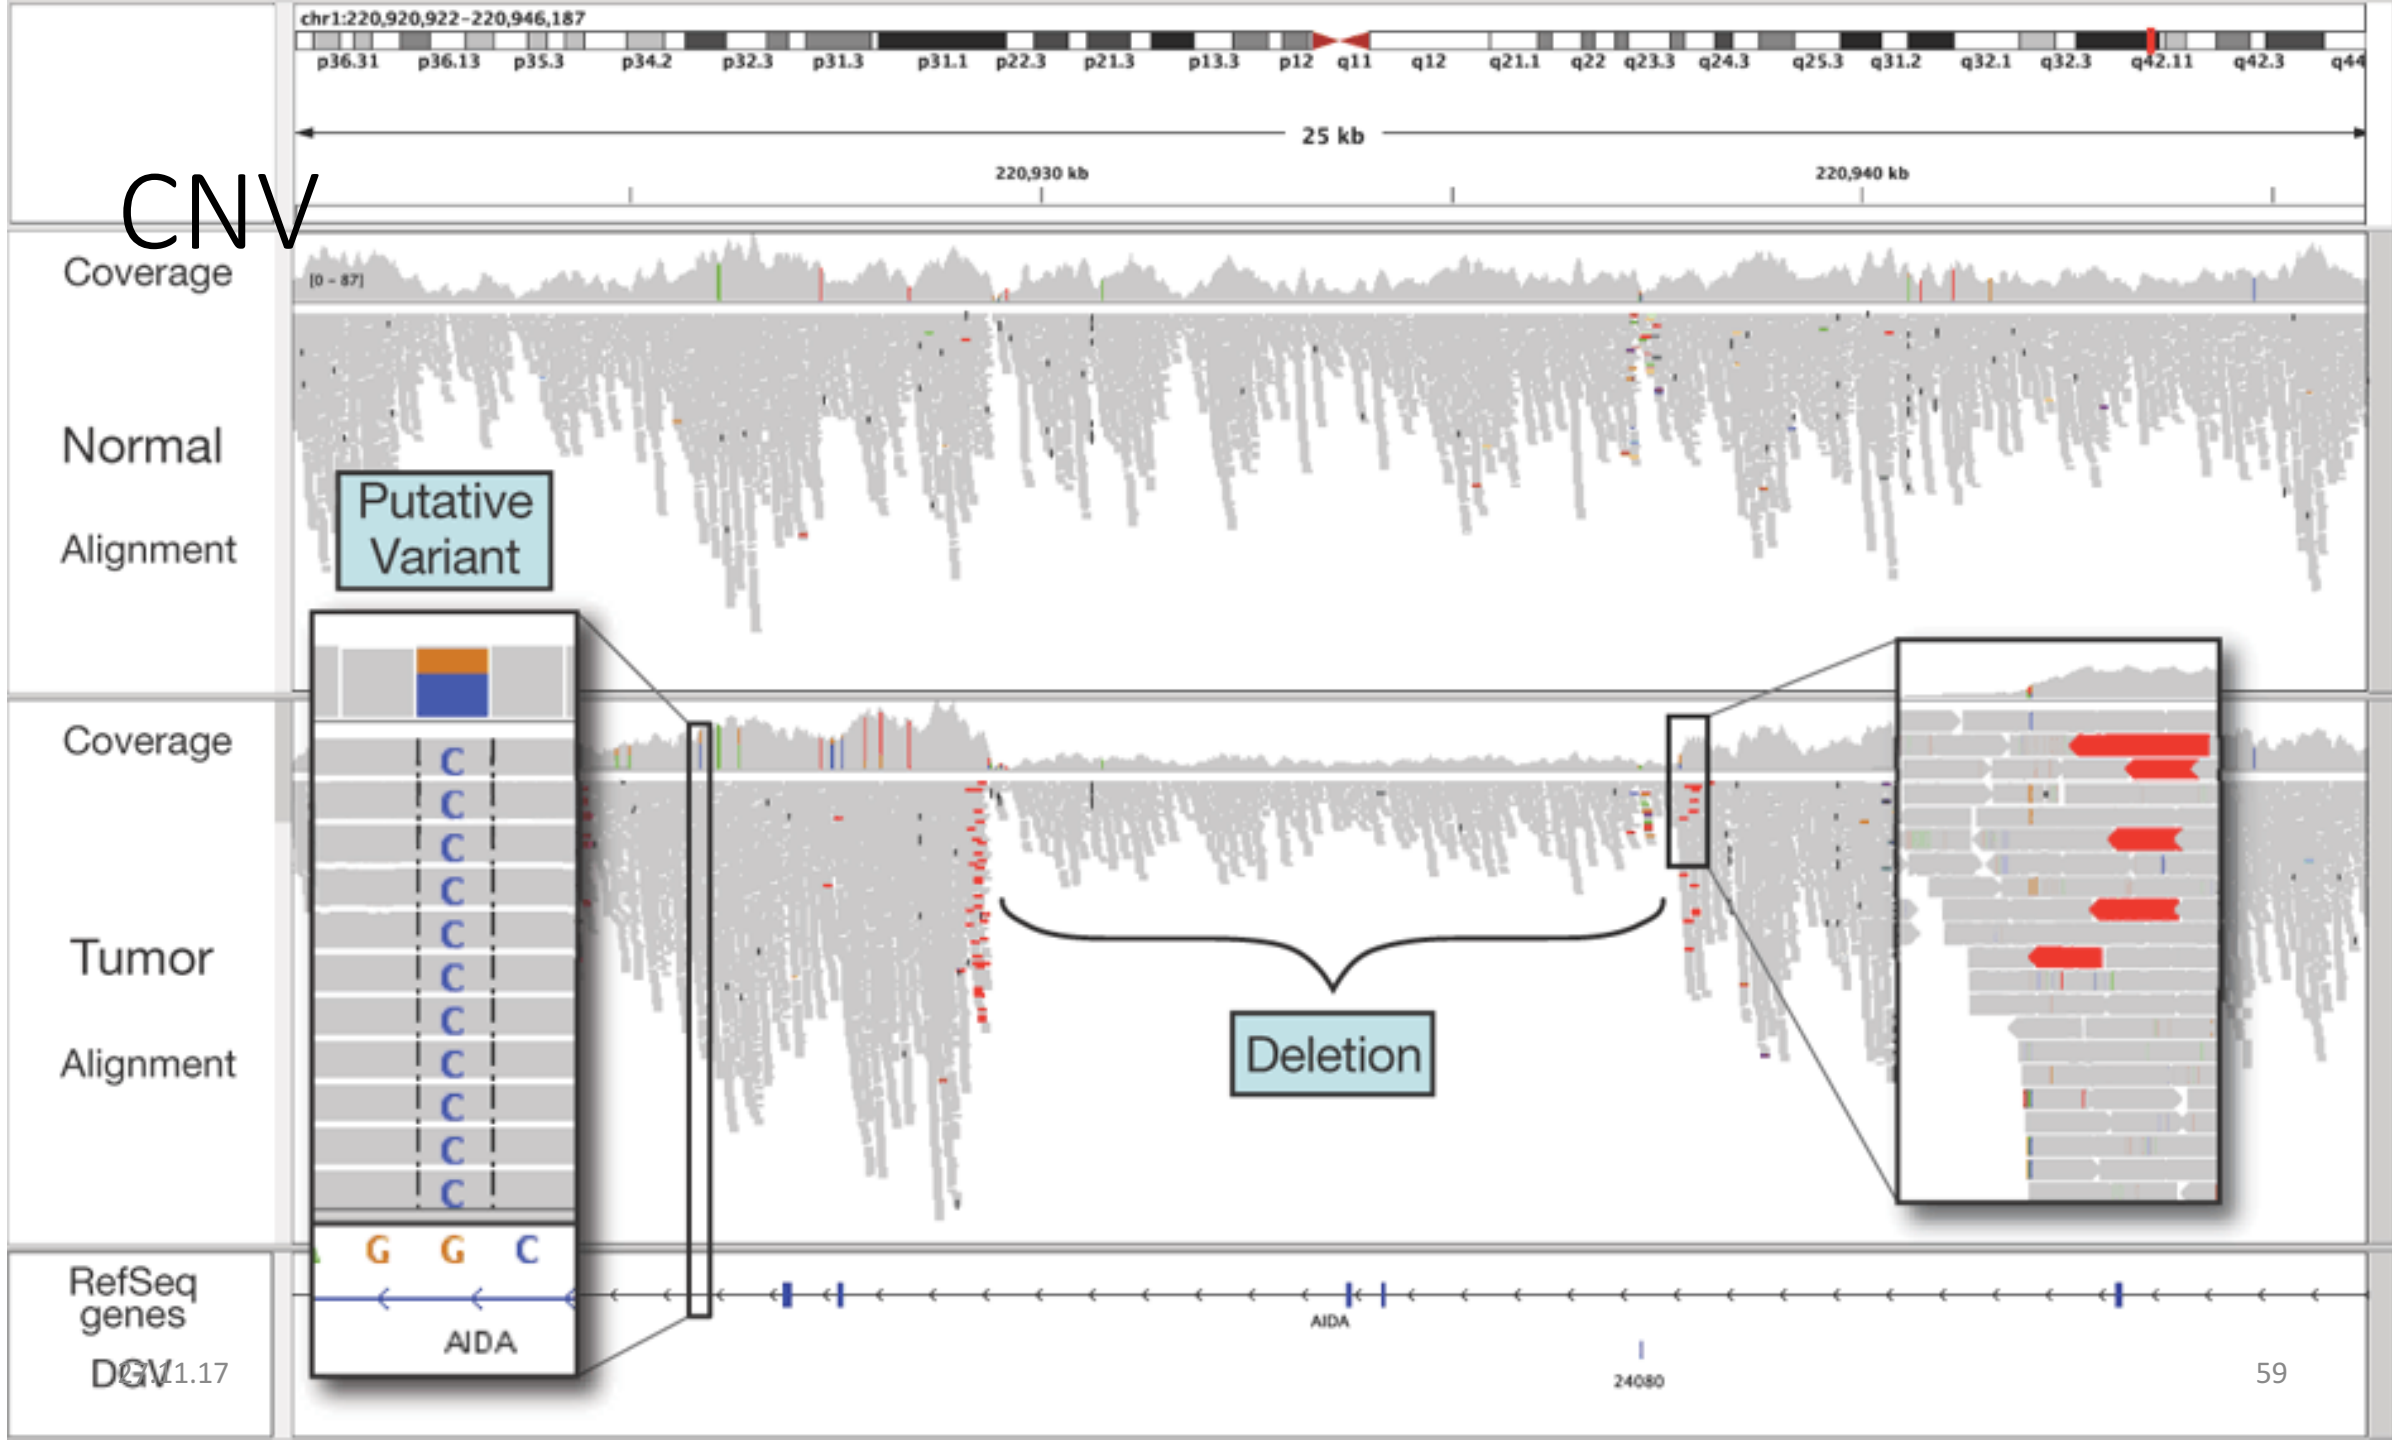 chr1:220,920,922-220,946,187
p36.31 p36.13 p35.3 p34.2 p32.3 p31.3 p31.1 p22.3 p21.3 p13.3 p12 q11 q12 q21.1 q22 q23.3 q24.3 q25.3 q31.2 q32.1 q32.3 q42.11 q42.3 q44
25 kb
220,930 kb 220,940 kb
CNV
Coverage
[0 - 87]
Normal
Alignment
Putative
Variant
Coverage
C
C
C
C
C
C
C
C
C
C
C
Tumor
Alignment
Deletion
G G C
AIDA
RefSeq
genes
AIDA
DGV
27.11.17
24080
59